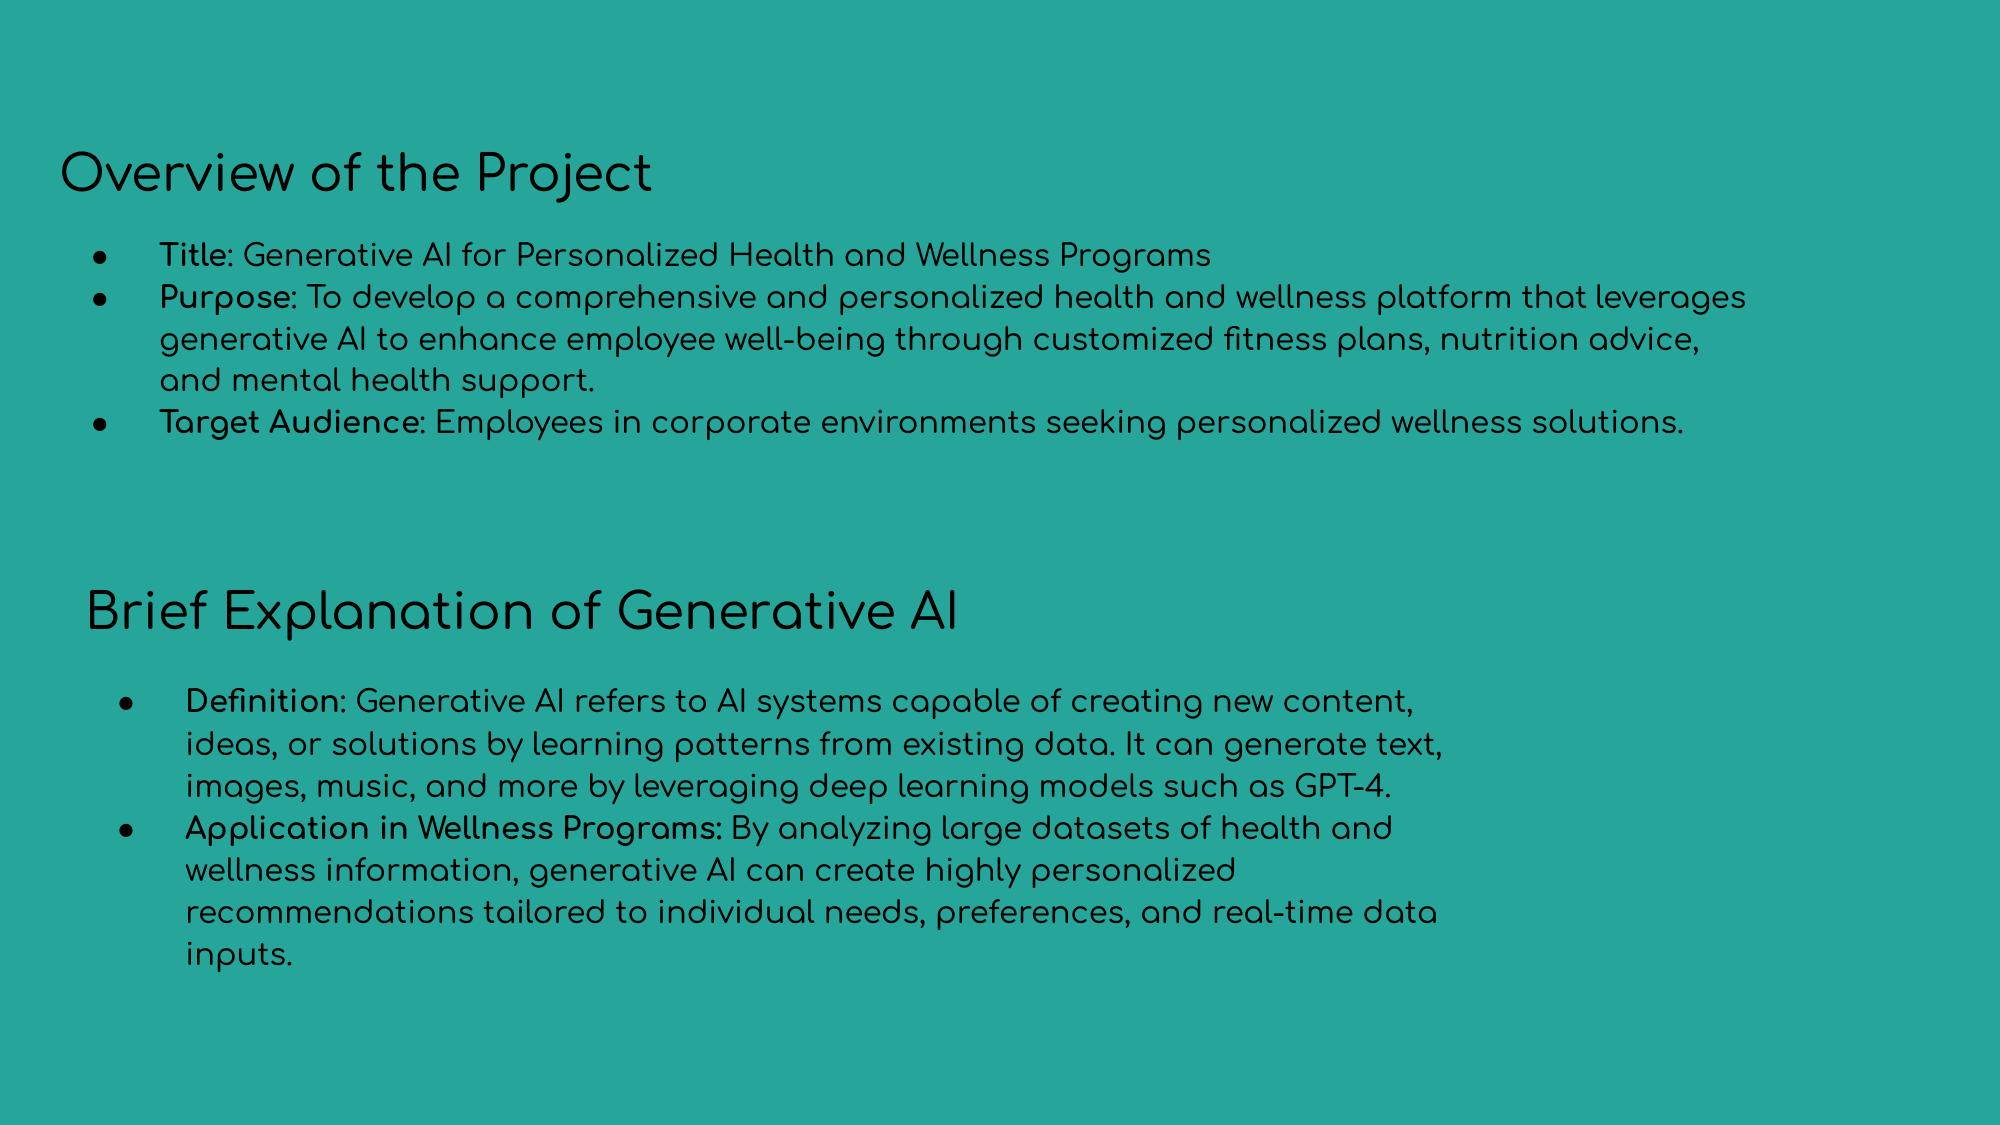 Overview of the Project
● Title: Generative AI for Personalized Health and Wellness Programs
● Purpose: To develop a comprehensive and personalized health and wellness platform that leverages
generative AI to enhance employee well-being through customized fitness plans, nutrition advice,
and mental health support.
● Target Audience: Employees in corporate environments seeking personalized wellness solutions.
Brief Explanation of Generative AI
● Definition: Generative AI refers to AI systems capable of creating new content,
ideas, or solutions by learning patterns from existing data. It can generate text,
images, music, and more by leveraging deep learning models such as GPT-4.
● Application in Wellness Programs: By analyzing large datasets of health and
wellness information, generative AI can create highly personalized
recommendations tailored to individual needs, preferences, and real-time data
inputs.